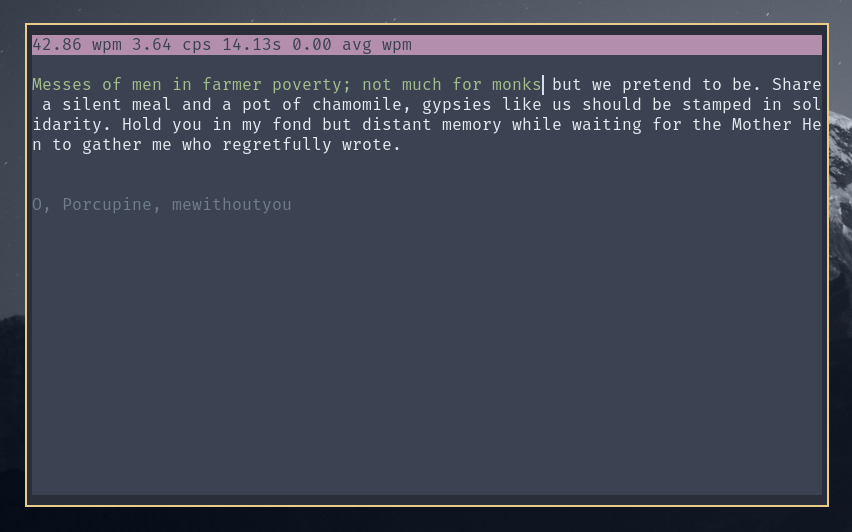 42.86 wpm 3.64 cps 14.13s 0.00 avg wpm
Messes of men in farmer poverty; not much for monks but we pretend to be. Share
a silent meal and a pot of chamomile, gypsies like us should be stamped in sol
idarity. Hold you in my fond but distant memory while waiting for the Mother He
n to gather me who regretfully wrote.
O, Porcupine, mewithoutyou